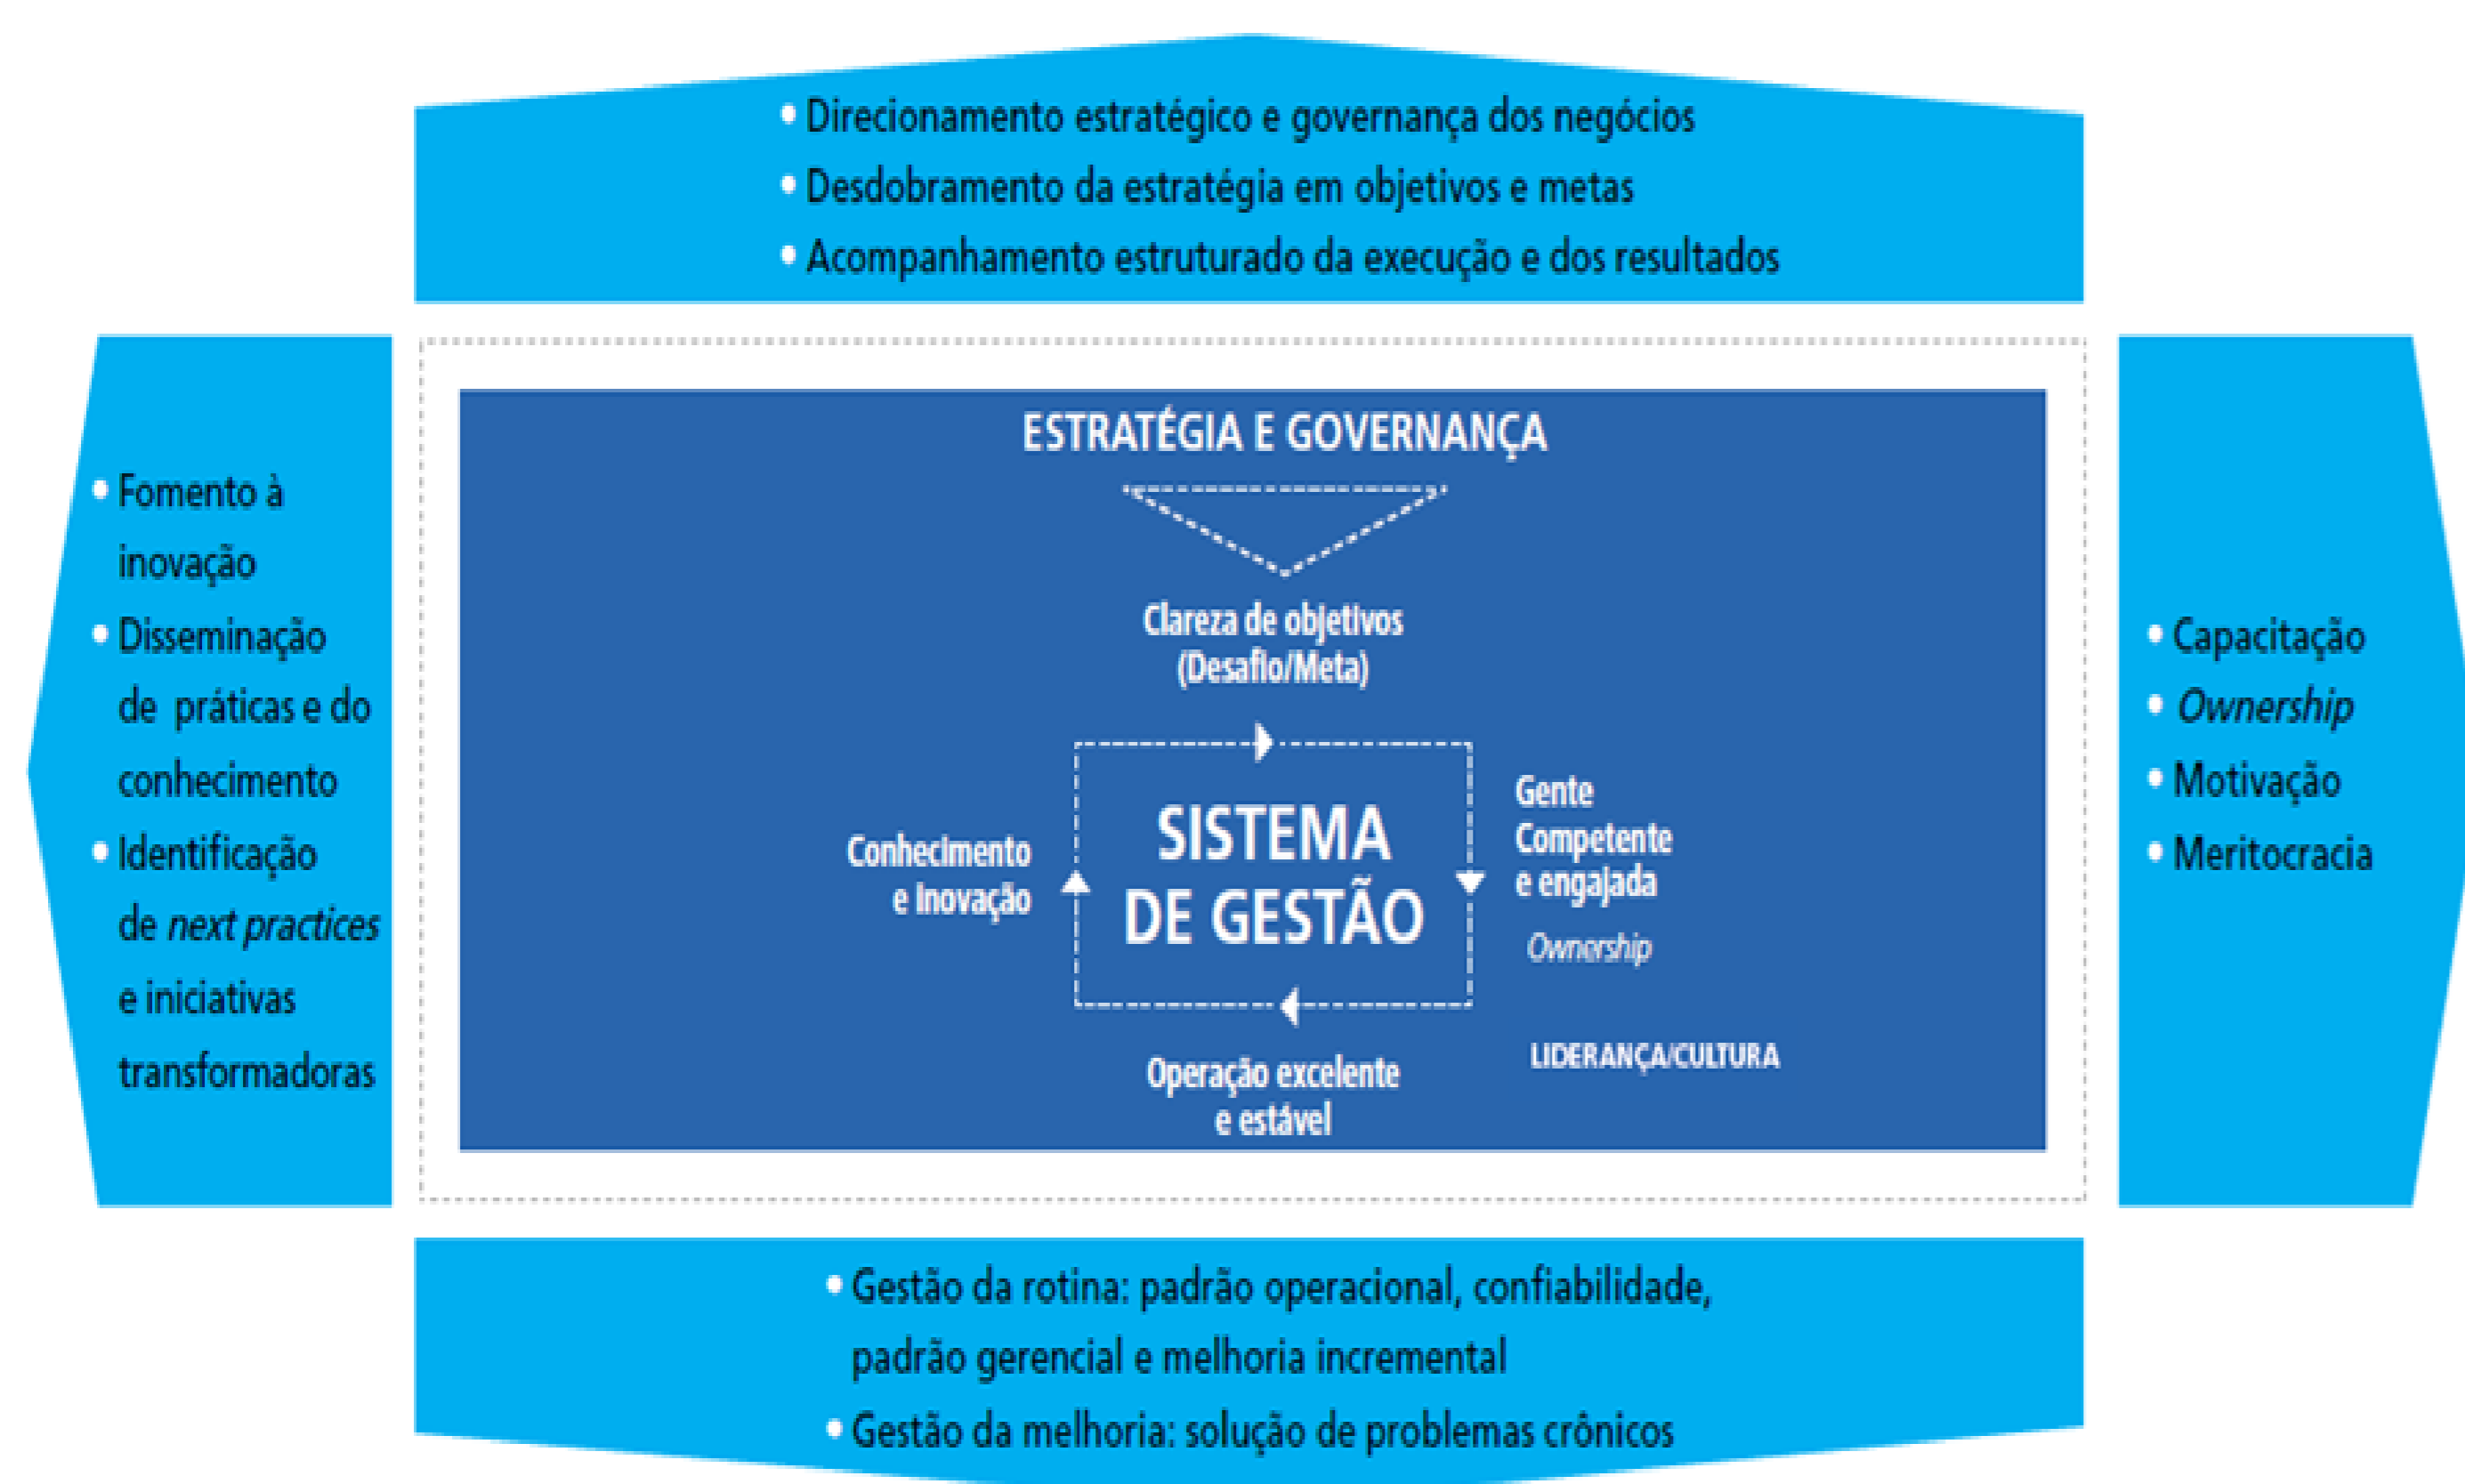 • Direcionamento estratégico e governança dos negócios
• Desdobramento da estratégia em objetivos e metas
• Acompanhamento estruturado da execução e dos resultados
• Fomento à
inovação
• Disseminação
de práticas e do
conhecimento
• Identificação
de next practices
e iniciativas
transformadoras
ESTRATÉGIA E GOVERNANÇA
Clareza de objetivos
(Desafio/Meta)
Conhecimento
e Inovação
SISTEMA
DE GESTÃO
Gente
Competente
e engajada
Ownership
Operação excelente
e estável
LIDERANÇA/CULTURA
• Capacitação
• Ownership
• Motivação
• Meritocracia
• Gestão da rotina: padrão operacional, confiabilidade,
padrão gerencial e melhoria incremental
• Gestão da melhoria: solução de problemas crônicos